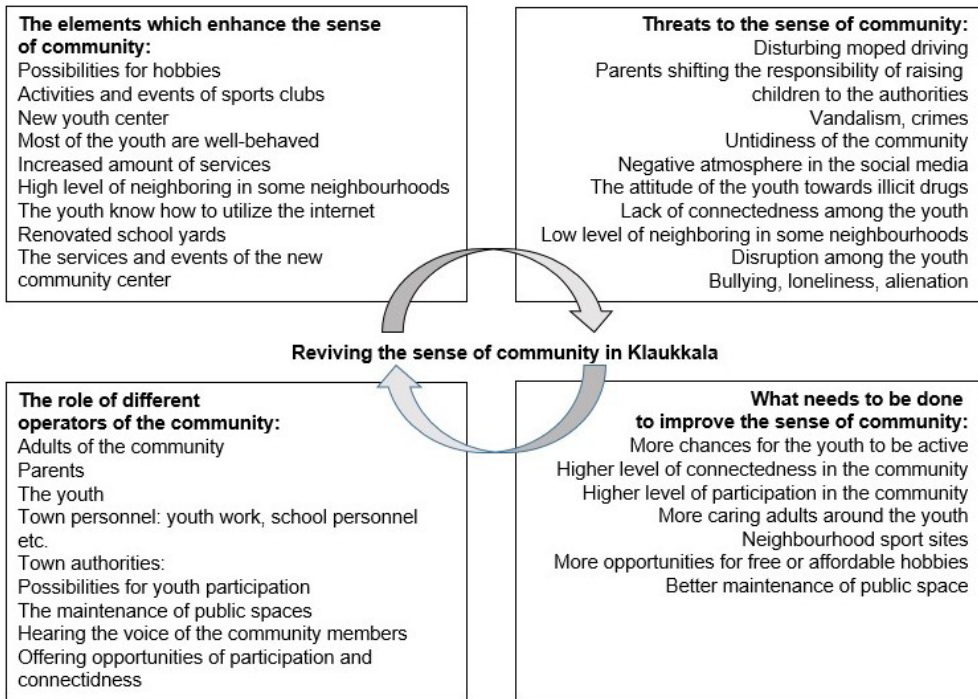 The elements which enhance the sense
of community:
Possibilities for hobbies
Activities and events of sports clubs
New youth center
Most of the youth are well-behaved
Increased amount of services
High level of neighboring in some neighbourhoods
The youth know how to utilize the internet
Renovated school yards
The services and events of the new
community center
Threats to the sense of community:
Disturbing moped driving
Parents shifting the responsibility of raising
children to the authorities
Vandalism, crimes
Untidiness of the community
Negative atmosphere in the social media
The attitude of the youth towards illicit drugs
Lack of connectedness among the youth
Low level of neighboring in some neighbourhoods
Disruption among the youth
Bullying, loneliness, alienation
Reviving the sense of community in Klaukkala
The role of different
operators of the community:
Adults of the community
Parents
The youth
Town personnel: youth work, school personnel
etc.
Town authorities:
Possibilities for youth participation
The maintenance of public spaces
Hearing the voice of the community members
Offering opportunities of participation and
connectidness
What needs to be done
to improve the sense of community:
More chances for the youth to be active
Higher level of connectedness in the community
Higher level of participation in the community
More caring adults around the youth
Neighbourhood sport sites
More opportunities for free or affordable hobbies
Better maintenance of public space